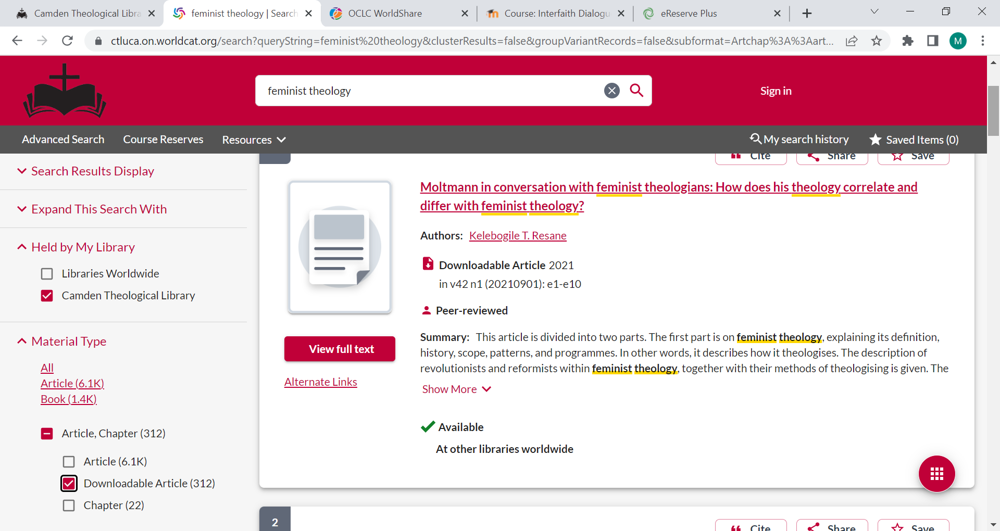 Camden Theological Libra
feminist theology | Search
OCLC WorldShare
Course: Interfaith Dialogu
eReserve Plus
ctluca.on.worldcat.org/search?queryString=feminist%20theology&clusterResults=false&groupVariantRecords=false&subformat=Artchap%3A%3Aart...
M
feminist theology
Sign in
Advanced Search
Course Reserves
Resources
My search history
Saved Items (0)
Search Results Display
Expand This Search With
Held by My Library
Libraries Worldwide
Camden Theological Library
Material Type
All
Article (6.1K)
Book (1.4K)
Article, Chapter (312)
Article (6.1K)
Downloadable Article (312)
Chapter (22)
Cite
Share
Save
Moltmann in conversation with feminist theologians: How does his theology correlate and
differ with feminist theology?
Authors: Kelebogile T. Resane
Downloadable Article 2021
in v42 n1 (20210901): e1-e10
Peer-reviewed
View full text
Alternate Links
Summary: This article is divided into two parts. The first part is on feminist theology, explaining its definition,
history, scope, patterns, and programmes. In other words, it describes how it theologises. The description of
revolutionists and reformists within feminist theology, together with their methods of theologising is given. The
Show More
Available
At other libraries worldwide
2
Cite
Share
Save